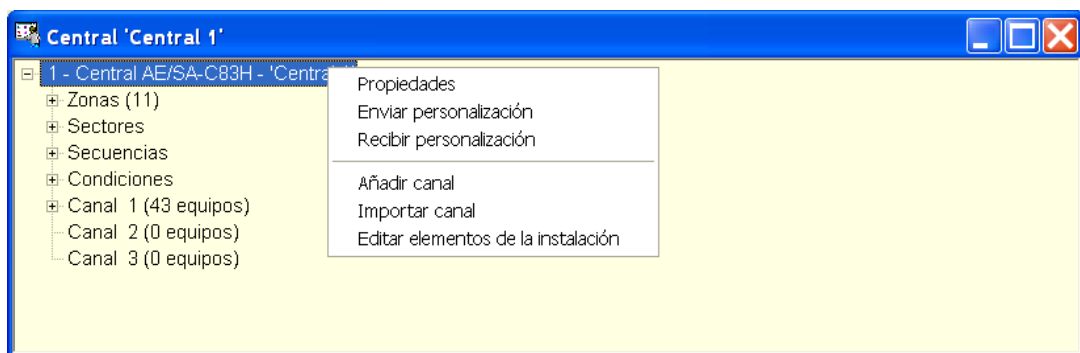 Central 'Central 1'
1 - Central AE/SA-C83H - 'Centra
Zonas (11)
Sectores
Secuencias
Condiciones
Canal 1 (43 equipos)
Canal 2 (0 equipos)
Canal 3 (0 equipos)
Propiedades
Enviar personalización
Recibir personalización
Añadir canal
Importar canal
Editar elementos de la instalación